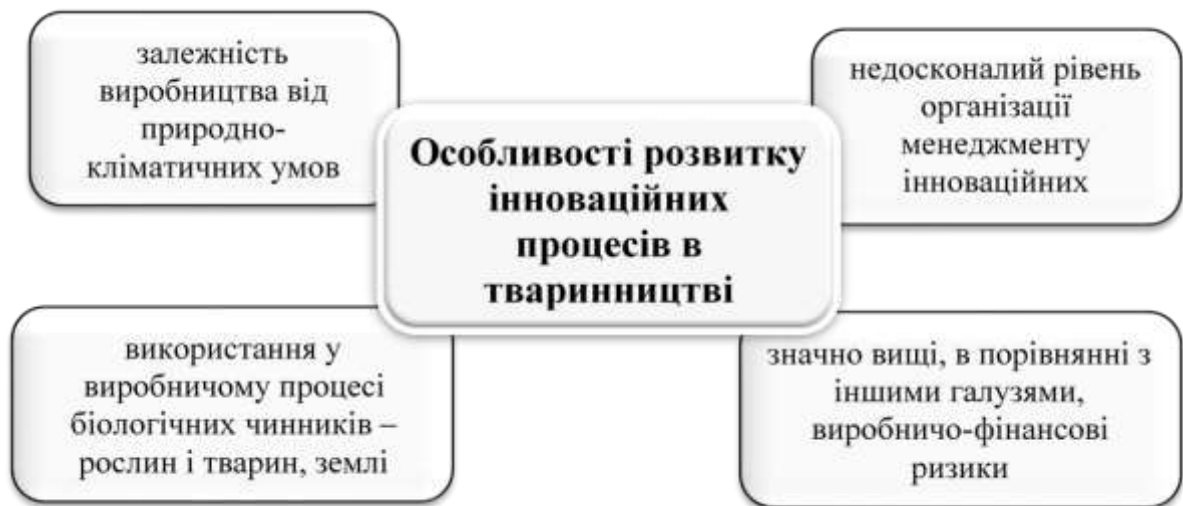 залежність
виробництва від
природно-
кліматичних умов
недосконалий рівень
організації
менеджменту
інноваційних
Особливості розвитку
інноваційних
процесів в
тваринництві
використання у
виробничому процесі
біологічних чинників –
рослин і тварин, землі
значно вищі, в порівнянні з
іншими галузями,
виробничо-фінансові
ризики